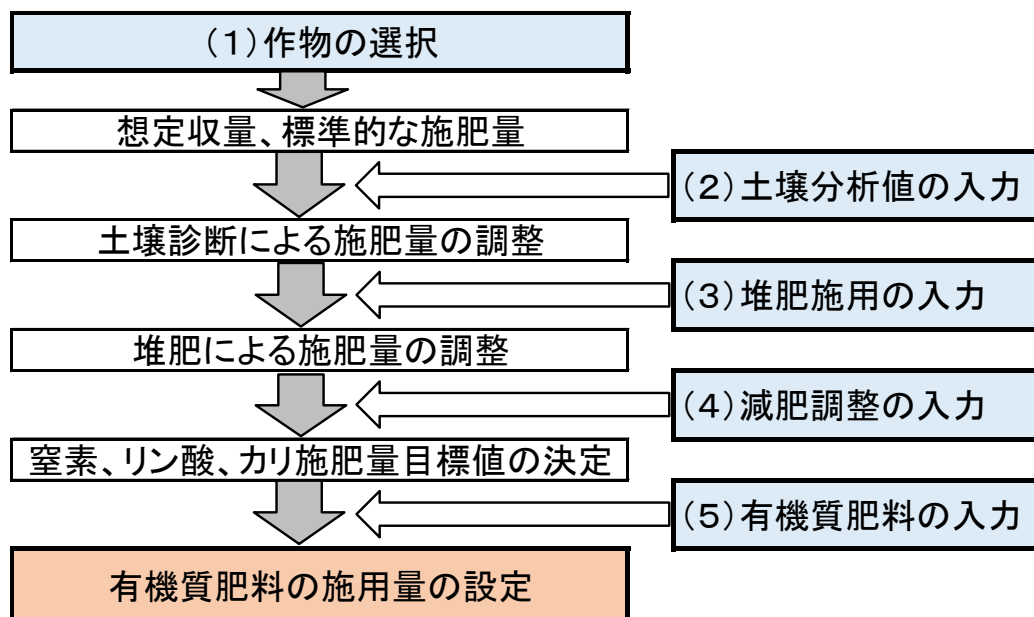 (1)作物の選択
想定収量、標準的な施肥量
(2)土壌分析値の入力
土壌診断による施肥量の調整
(3)堆肥施用の入力
堆肥による施肥量の調整
(4)減肥調整の入力
窒素、リン酸、カリ施肥量目標値の決定
(5)有機質肥料の入力
有機質肥料の施用量の設定